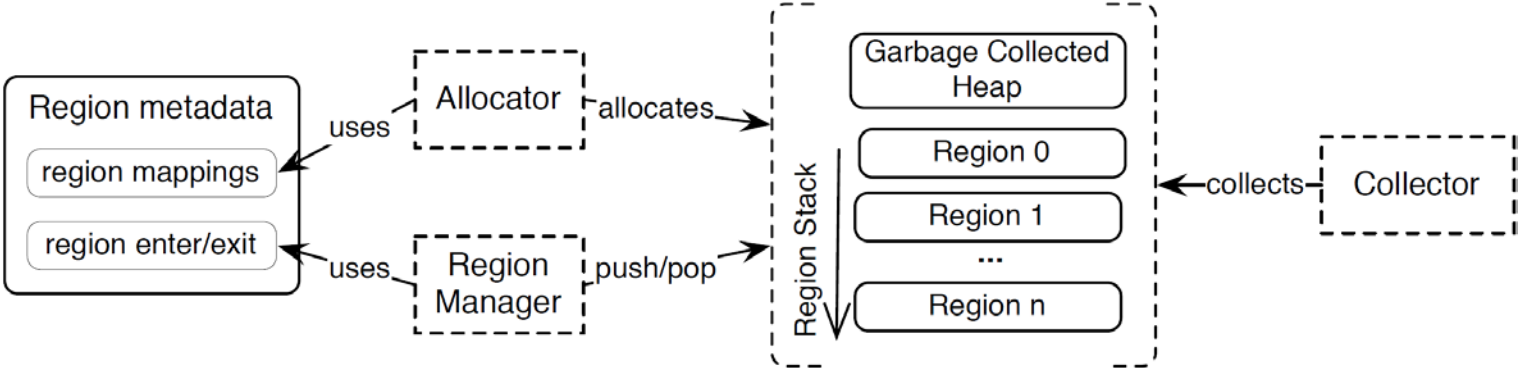 Region metadata
region mappings
region enter/exit
uses
uses
Allocator
Region
Manager
allocates
push/pop
Garbage Collected
Heap
Region Stack
Region 0
Region 1
...
Region n
collects
Collector